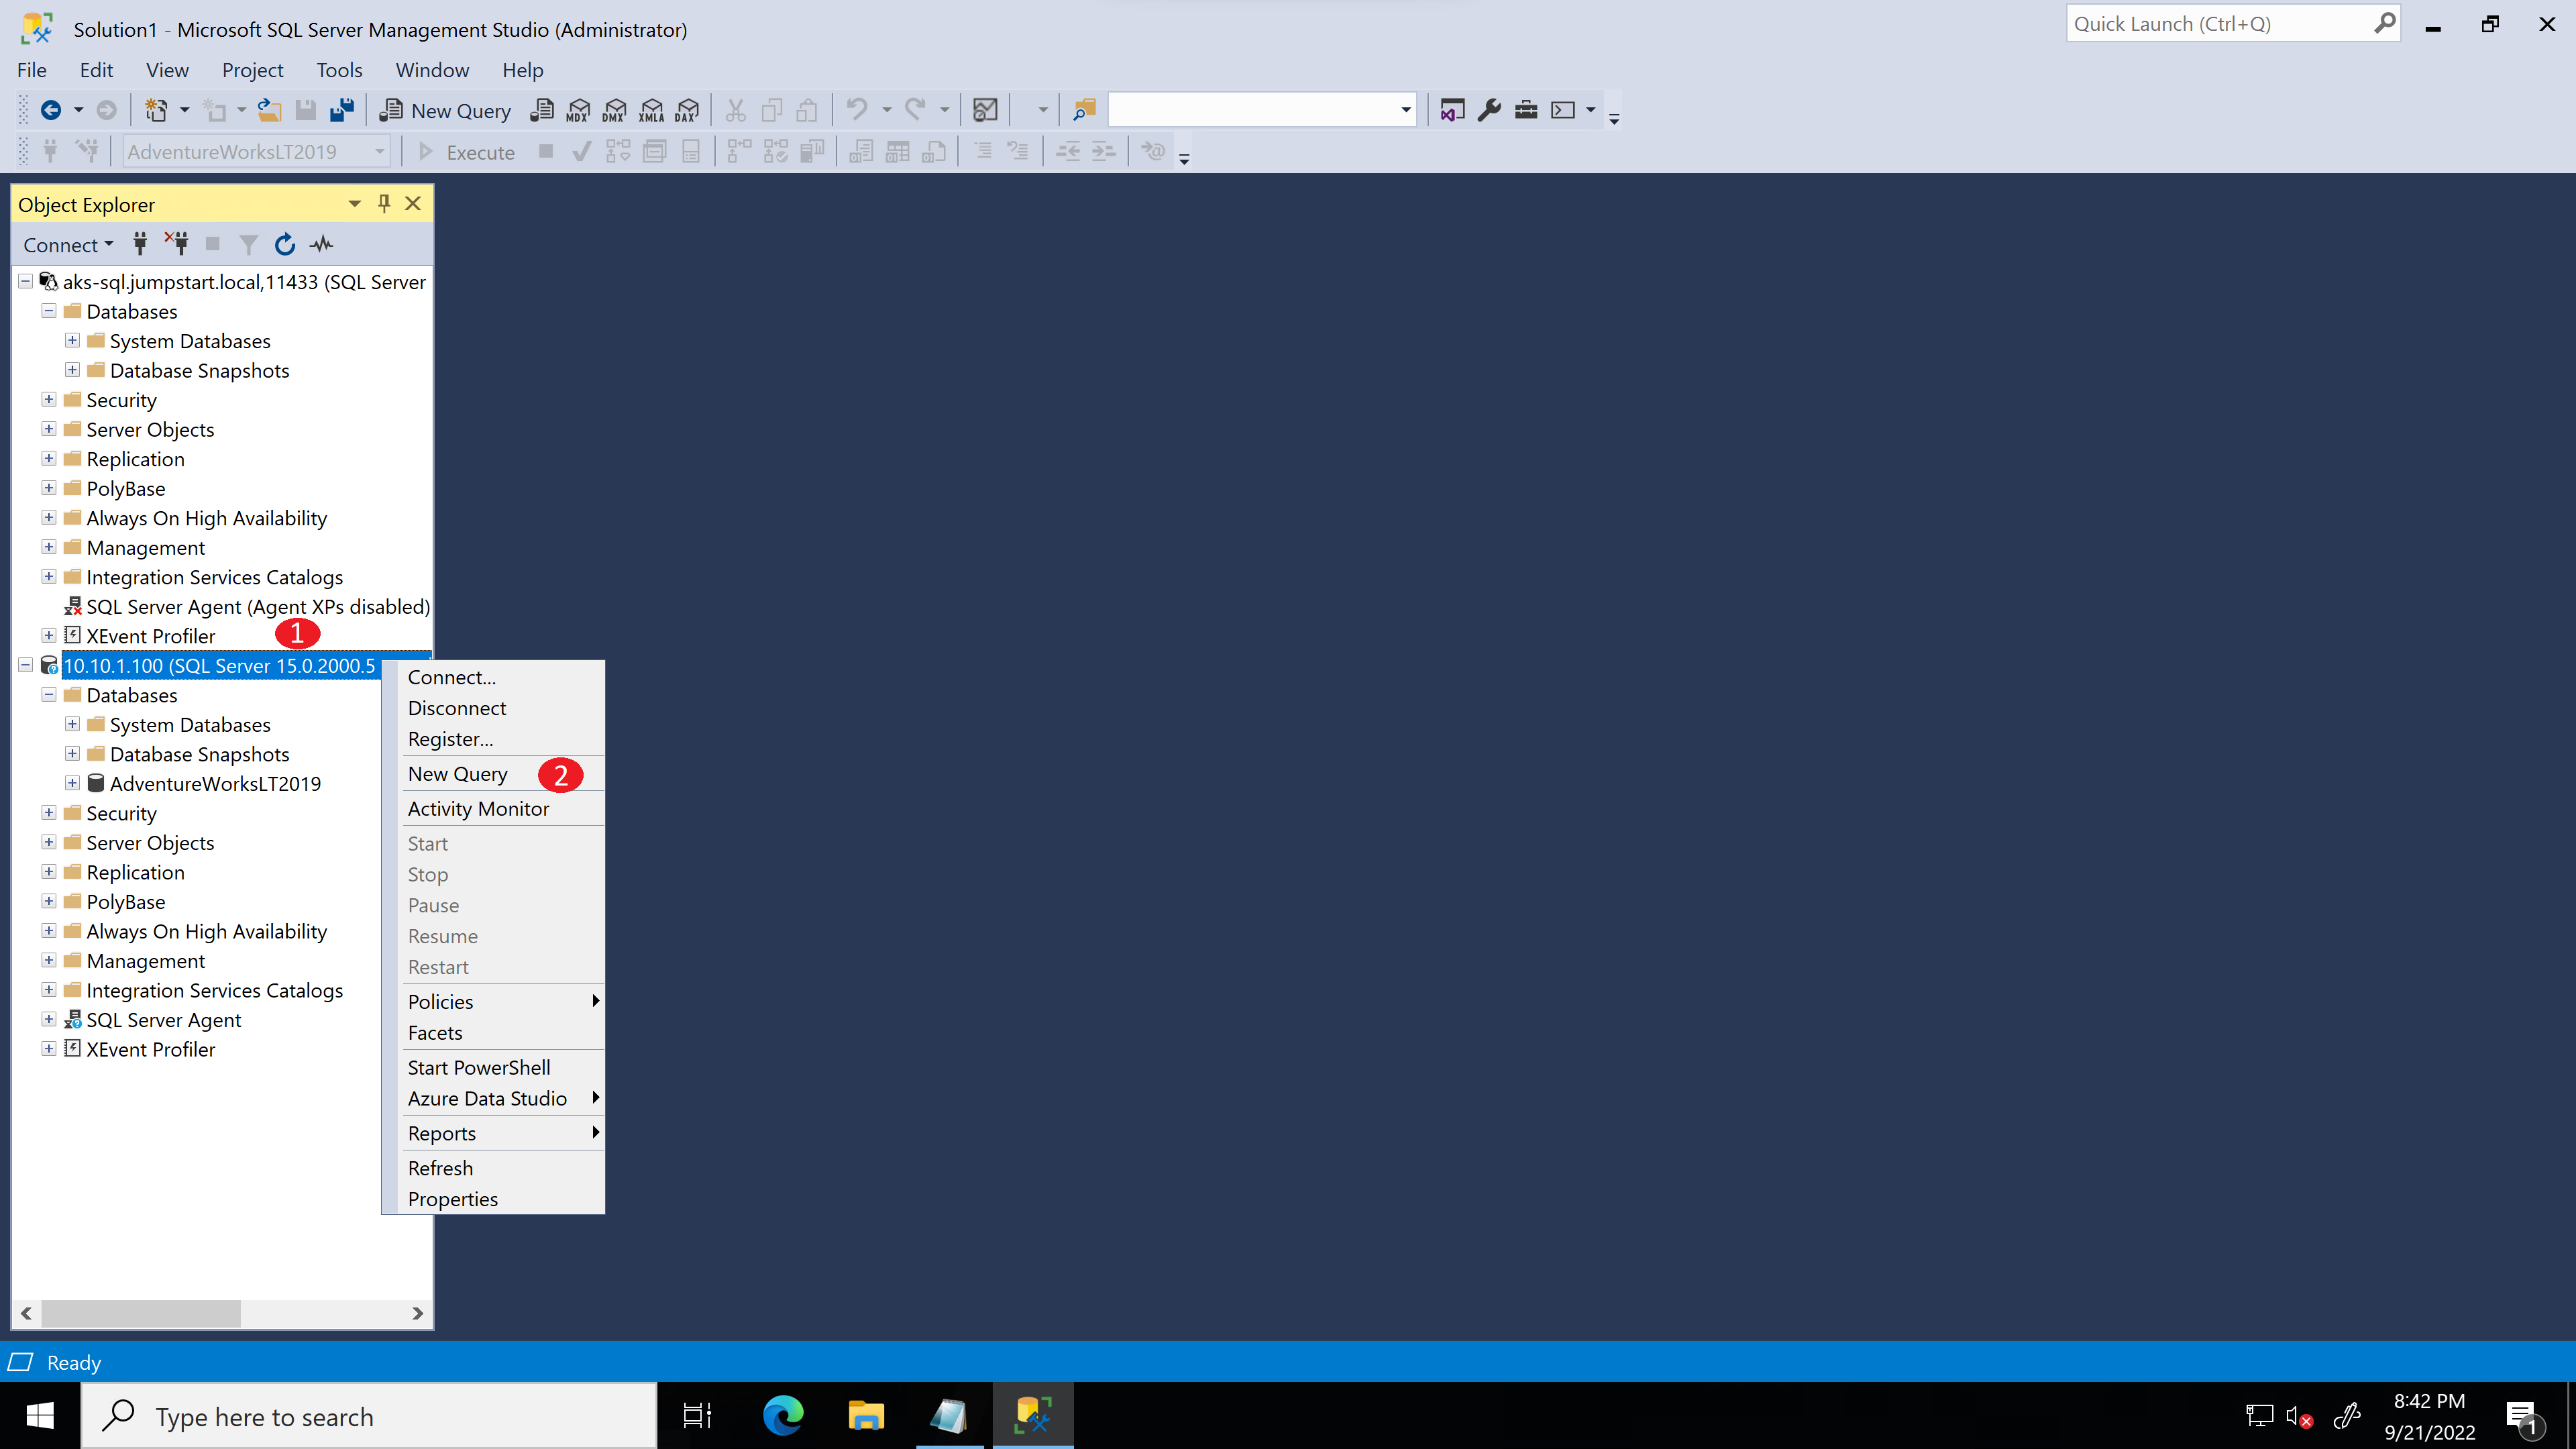 Solution1 - Microsoft SQL Server Management Studio (Administrator)
Quick Launch (Ctrl+Q)
File Edit View Project Tools Window Help
New Query MDX DMX XMLA DAX
AdventureWorksLT2019 Execute
Object Explorer
Connect
aks-sql.jumpstart.local,11433 (SQL Server
Databases
System Databases
Database Snapshots
Security
Server Objects
Replication
PolyBase
Always On High Availability
Management
Integration Services Catalogs
SQL Server Agent (Agent XPs disabled)
XEvent Profiler
1
10.10.1.100 (SQL Server 15.0.2000.5
Databases
System Databases
Database Snapshots
AdventureWorksLT2019
Security
Server Objects
Replication
PolyBase
Always On High Availability
Management
Integration Services Catalogs
SQL Server Agent
XEvent Profiler
Connect...
Disconnect
Register...
New Query
2
Activity Monitor
Start
Stop
Pause
Resume
Restart
Policies
Facets
Start PowerShell
Azure Data Studio
Reports
Refresh
Properties
Ready
Type here to search
8:42 PM
9/21/2022
1